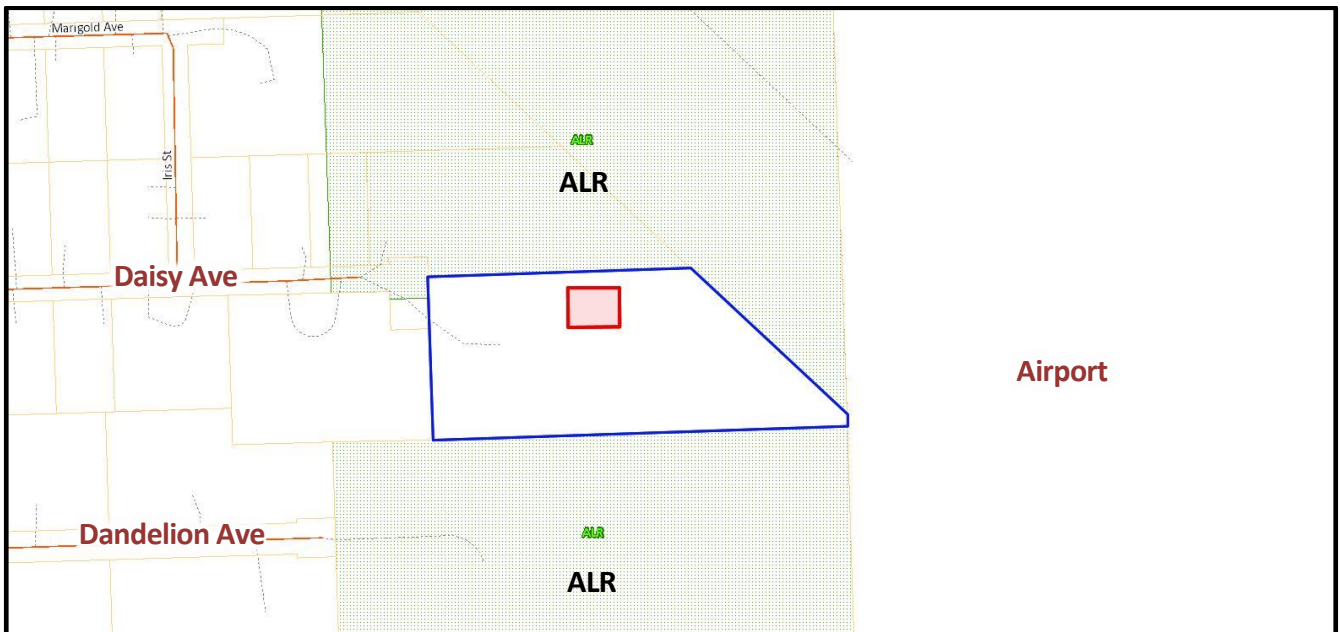 Marigold Ave
ALR
Iris St
ALR
Daisy Ave
Airport
Dandelion Ave
ALR
ALR